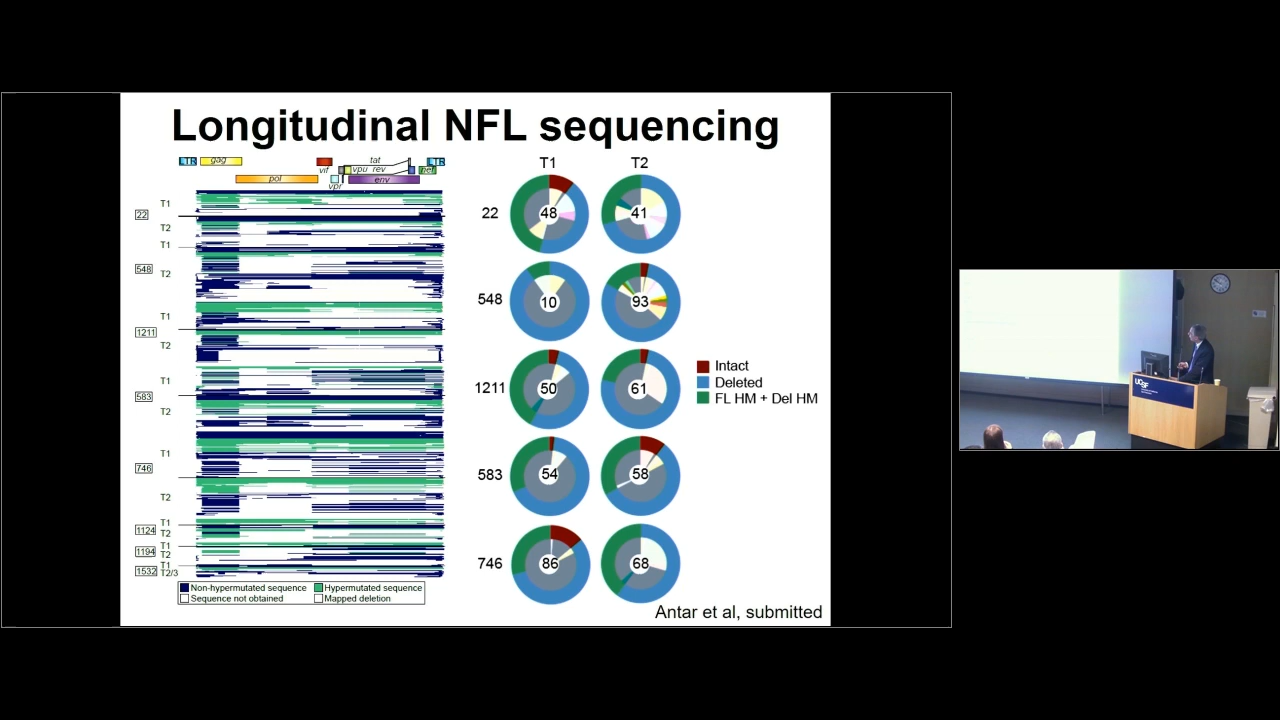 Longitudinal NFL sequencing
LTR gag vif tat LTR
vpu rev nef
pol vpr env
T1
22
T2
T1
548
T2
T1
1211
T2
T1
583
T2
T1
746
T2
T1
1124
T2
T1
1194
T2
T1
1532 T2/3
Non-hypermutated sequence Hypermutated sequence
Sequence not obtained Mapped deletion
T1 T2
22 48 41
548 10 93
1211 50 61
583 54 58
746 86 68
Intact
Deleted
FL HM + Del HM
Antar et al, submitted
UCSF